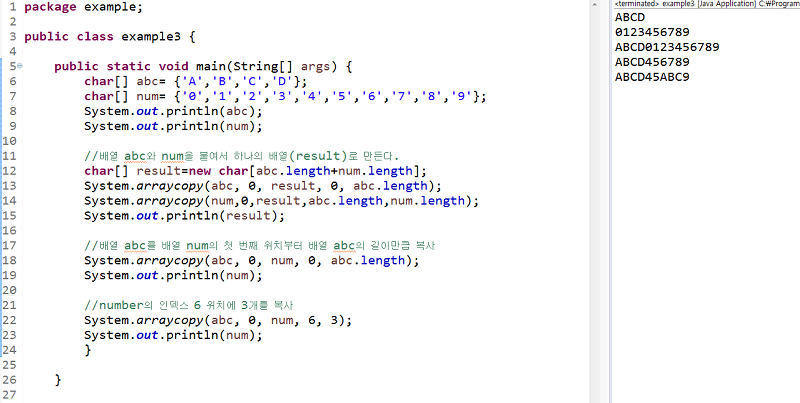 1 package example;
2
3 public class example3 {
4
5 public static void main(String[] args) {
6 char[] abc= {'A','B','C','D'};
7 char[] num= {'0','1','2','3','4','5','6','7','8','9'};
8 System.out.println(abc);
9 System.out.println(num);
10
11 //배열 abc와 num을 붙여서 하나의 배열(result)로 만든다.
12 char[] result=new char[abc.length+num.length];
13 System.arraycopy(abc, 0, result, 0, abc.length);
14 System.arraycopy(num,0,result,abc.length,num.length);
15 System.out.println(result);
16
17 //배열 abc를 배열 num의 첫 번째 위치부터 배열 abc의 길이만큼 복사
18 System.arraycopy(abc, 0, num, 0, abc.length);
19 System.out.println(num);
20
21 //number의 인덱스 6 위치에 3개를 복사
22 System.arraycopy(abc, 0, num, 6, 3);
23 System.out.println(num);
24 }
25
26 }
27
<terminated> example3 [Java Application] C:￦Program
ABCD
0123456789
ABCD0123456789
ABCD456789
ABCD45ABC9